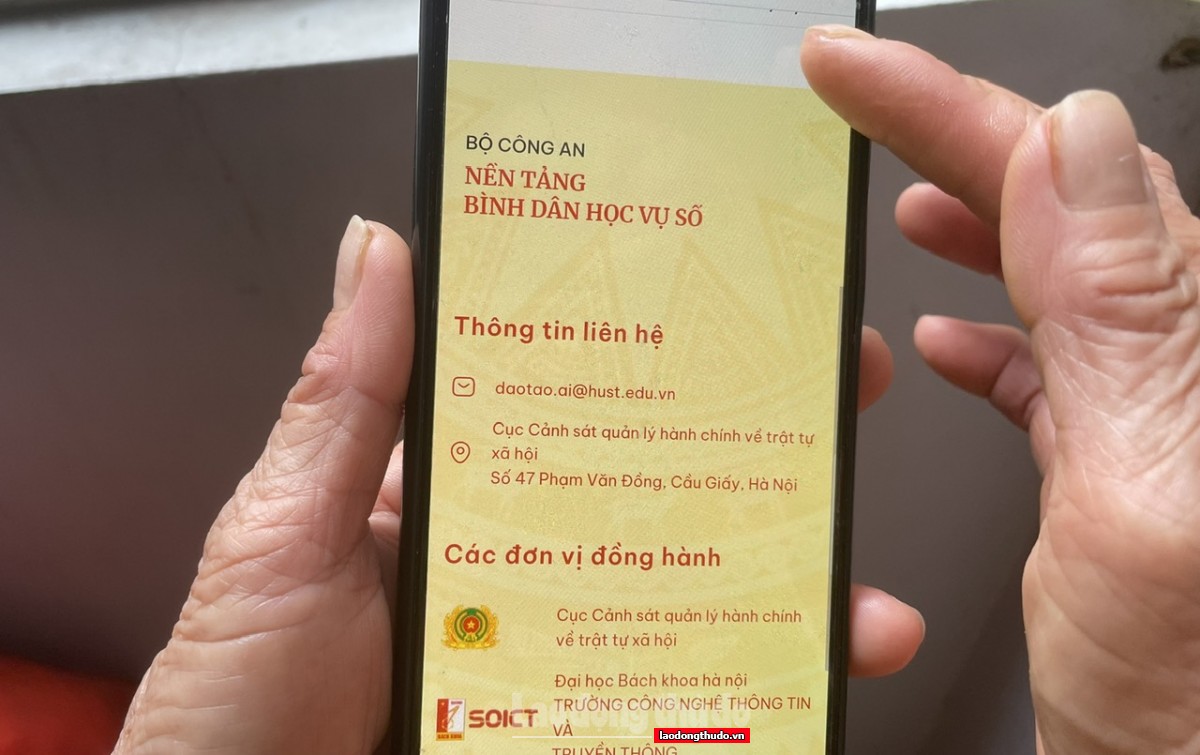 BỘ CÔNG AN
NỀN TẢNG
BÌNH DÂN HỌC VỤ SỐ
Thông tin liên hệ
daotao.ai@hust.edu.vn
Cục Cảnh sát quản lý hành chính về trật tự
xã hội
Số 47 Phạm Văn Đồng, Cầu Giấy, Hà Nội
Các đơn vị đồng hành
Cục Cảnh sát quản lý hành chính
về trật tự xã hội
Đại học Bách khoa hà nội
SOICT
TRƯỜNG CÔNG NGHỆ THÔNG TIN
VÀ
TRUYỀN THÔNG
laodongthudo
laodongthudo.vn